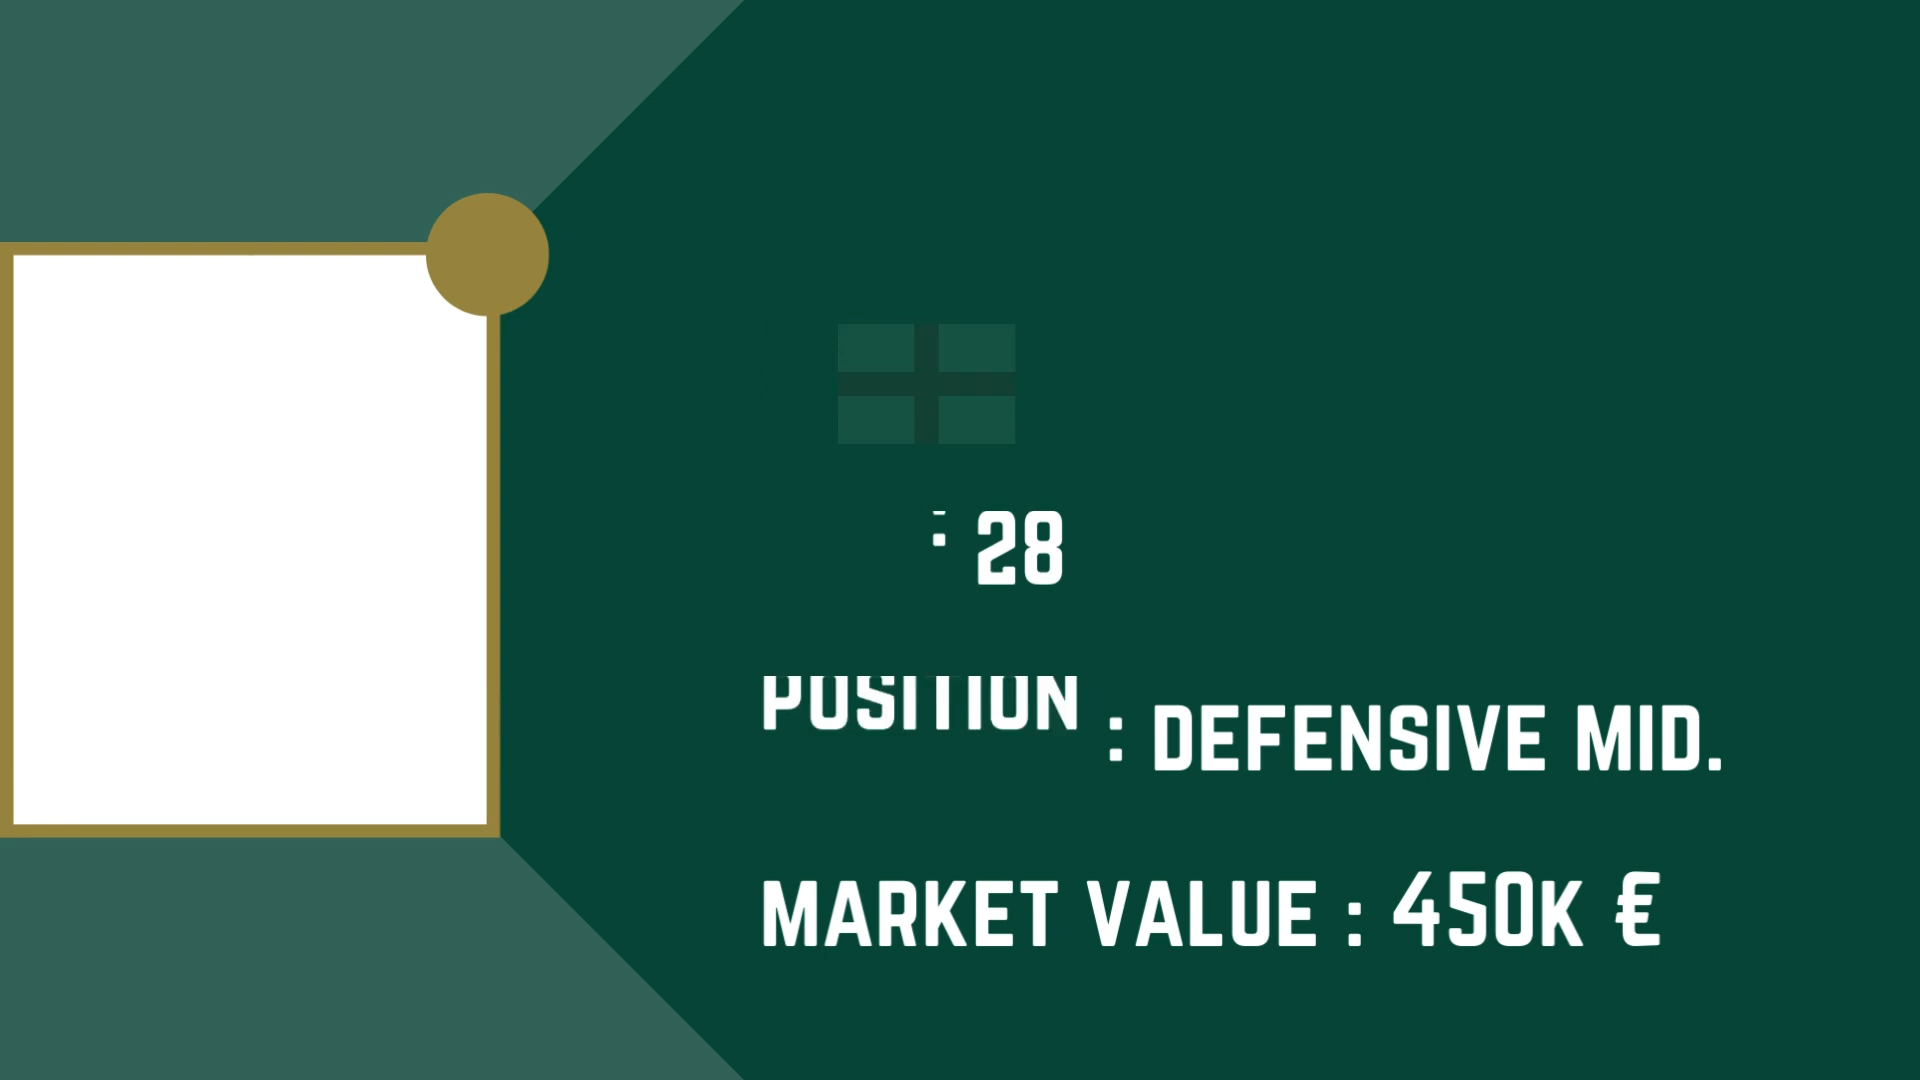 : 28
POSITION : DEFENSIVE MID.
MARKET VALUE : 450K €